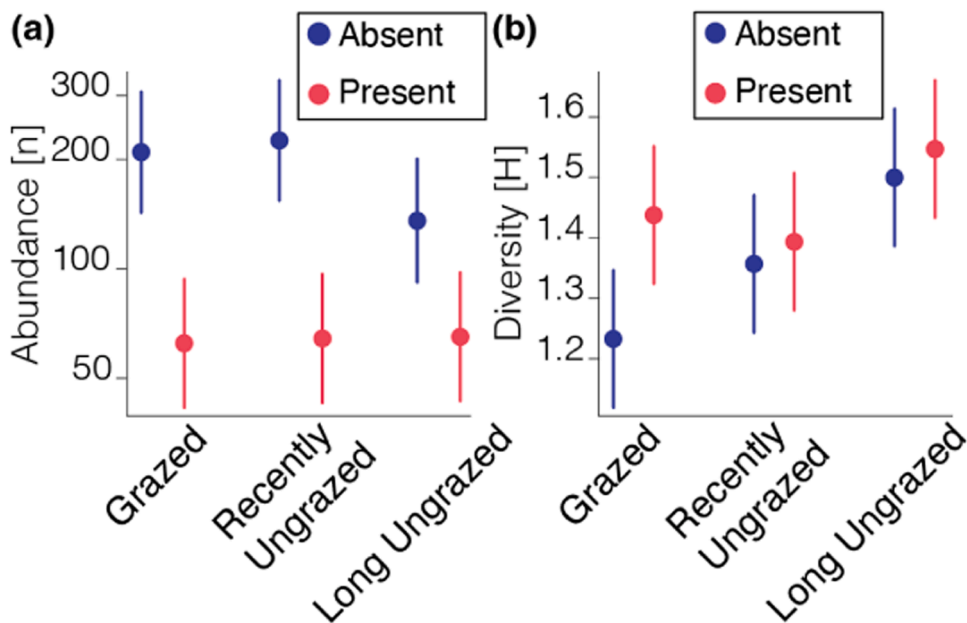 (a)
Absent
Present
Abundance [n]
300
200
100
50
Grazed
Recently
Ungrazed
Long Ungrazed
(b)
Absent
Present
Diversity [H]
1.6
1.5
1.4
1.3
1.2
Grazed
Recently
Ungrazed
Long Ungrazed